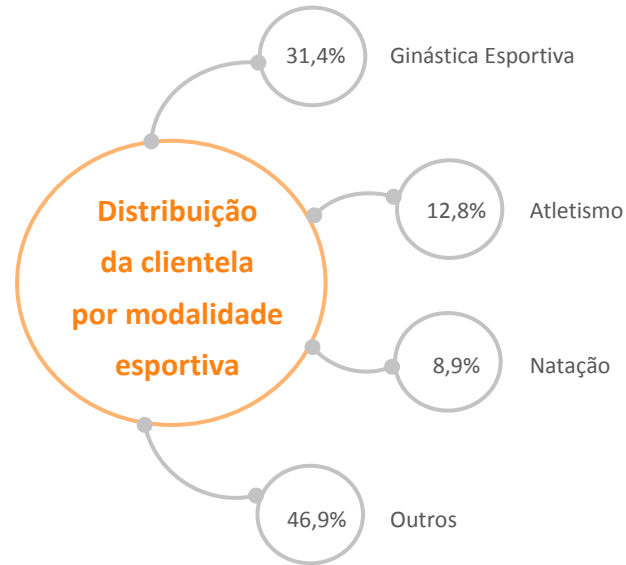 31,4% Ginástica Esportiva
Distribuição
da clientela
por modalidade
esportiva
12,8% Atletismo
8,9% Natação
46,9% Outros